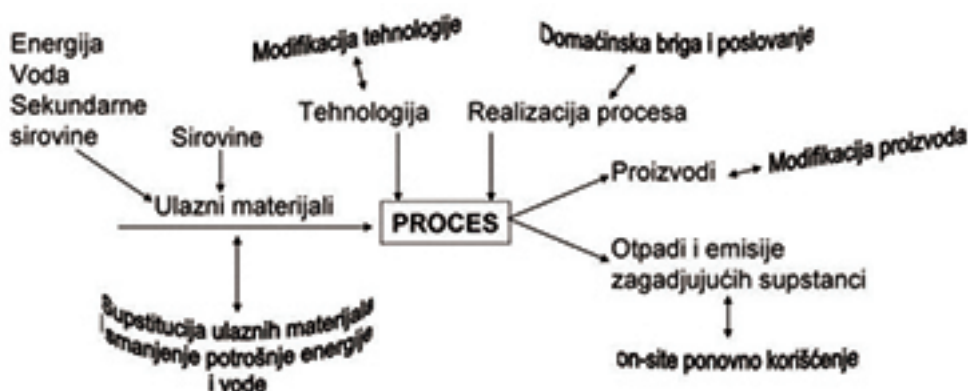 Energija
Voda
Sekundarne
sirovine
Sirovine
Ulazni materijali
Supstitucija ulaznih materijala
i smanjenje potrošnje energije
i vode
Modifikacija tehnologije
Tehnologija
Domaćinska briga i poslovanje
Realizacija procesa
PROCES
Proizvodi
Modifikacija proizvoda
Otpadi i emisije
zagadjujućih supstanci
on-site ponovno korišćenje